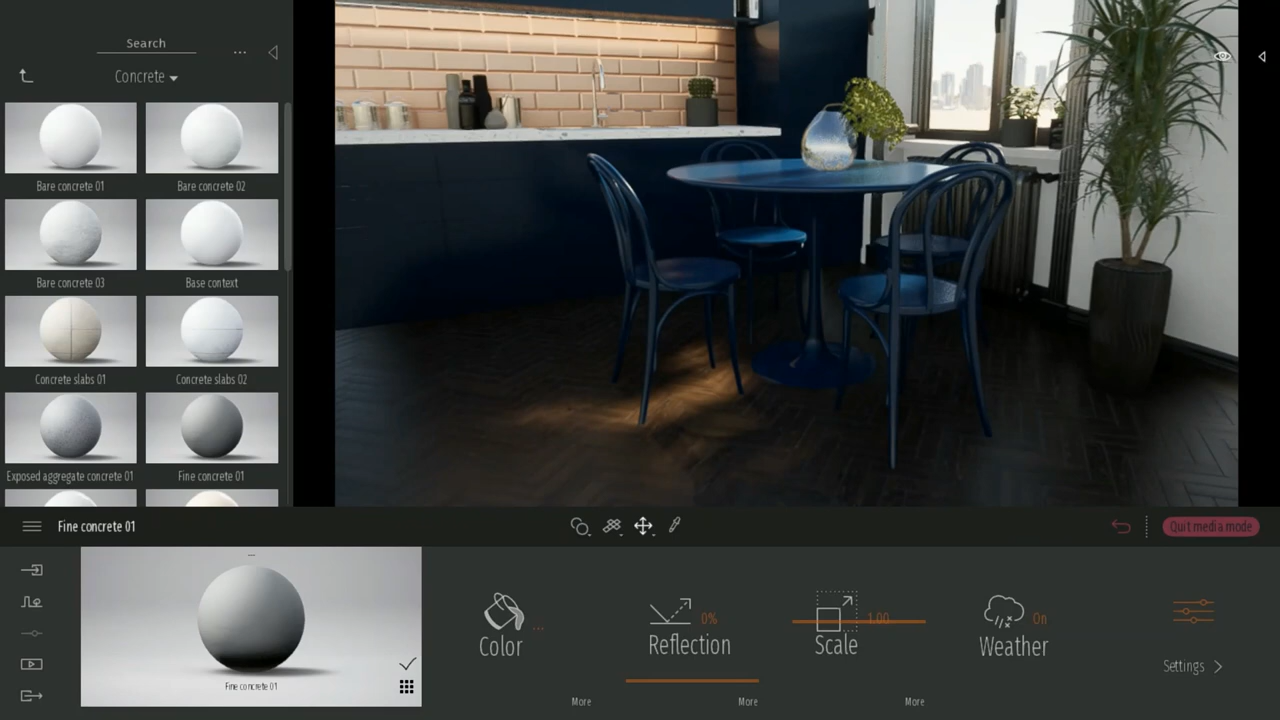 Search
...
Concrete
Bare concrete 01
Bare concrete 02
Bare concrete 03
Base context
Concrete slabs 01
Concrete slabs 02
Exposed aggregate concrete 01
Fine concrete 01
Fine concrete 01
Quit media mode
Fine concrete 01
Color ...
Reflection 0%
Scale 1.00
Weather On
Settings
More
More
More